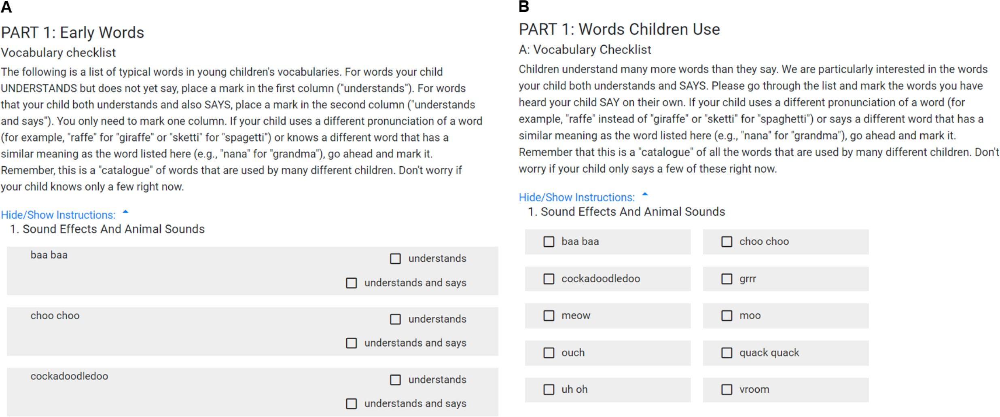 A
PART 1: Early Words
Vocabulary checklist
The following is a list of typical words in young children's vocabularies. For words your child
UNDERSTANDS but does not yet say, place a mark in the first column ("understands"). For words
that your child both understands and also SAYS, place a mark in the second column ("understands
and says"). You only need to mark one column. If your child uses a different pronunciation of a word
(for example, "raffe" for "giraffe" or "sketti" for "spagetti") or knows a different word that has a
similar meaning as the word listed here (e.g., "nana" for "grandma"), go ahead and mark it.
Remember, this is a "catalogue" of words that are used by many different children. Don't worry if
your child knows only a few right now.
Hide/Show Instructions:
1. Sound Effects And Animal Sounds
baa baa
understands
understands and says
choo choo
understands
understands and says
cockadoodledoo
understands
understands and says
B
PART 1: Words Children Use
A: Vocabulary Checklist
Children understand many more words than they say. We are particularly interested in the words
your child both understands and SAYS. Please go through the list and mark the words you have
heard your child SAY on their own. If your child uses a different pronunciation of a word (for
example, "raffe" instead of "giraffe" or "sketti" for "spaghetti") or says a different word that has a
similar meaning as the word listed here (e.g., "nana" for "grandma"), go ahead and mark it.
Remember that this is a "catalogue" of all the words that are used by many different children. Don't
worry if your child only says a few of these right now.
Hide/Show Instructions:
1. Sound Effects And Animal Sounds
baa baa choo choo
cockadoodledoo grrr
meow moo
ouch quack quack
uh oh vroom